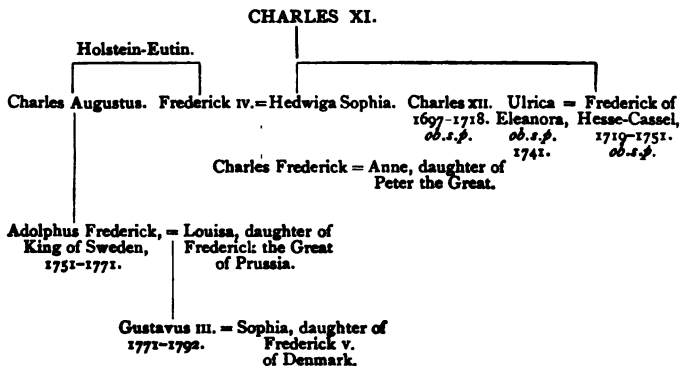 CHARLES XI.
Holstein-Eutin.
Charles Augustus. Frederick IV.=Hedwiga Sophia. Charles XII. Ulrica = Frederick of
1697-1718. Eleanora, Hesse-Cassel,
ob.s.p. ob.s.p. 1719-1751.
1741. ob.s.p.
Charles Frederick = Anne, daughter of
Peter the Great.
Adolphus Frederick, = Louisa, daughter of
King of Sweden, Frederick the Great
1751-1771. of Prussia.
Gustavus III. = Sophia, daughter of
1771-1792. Frederick V.
of Denmark.